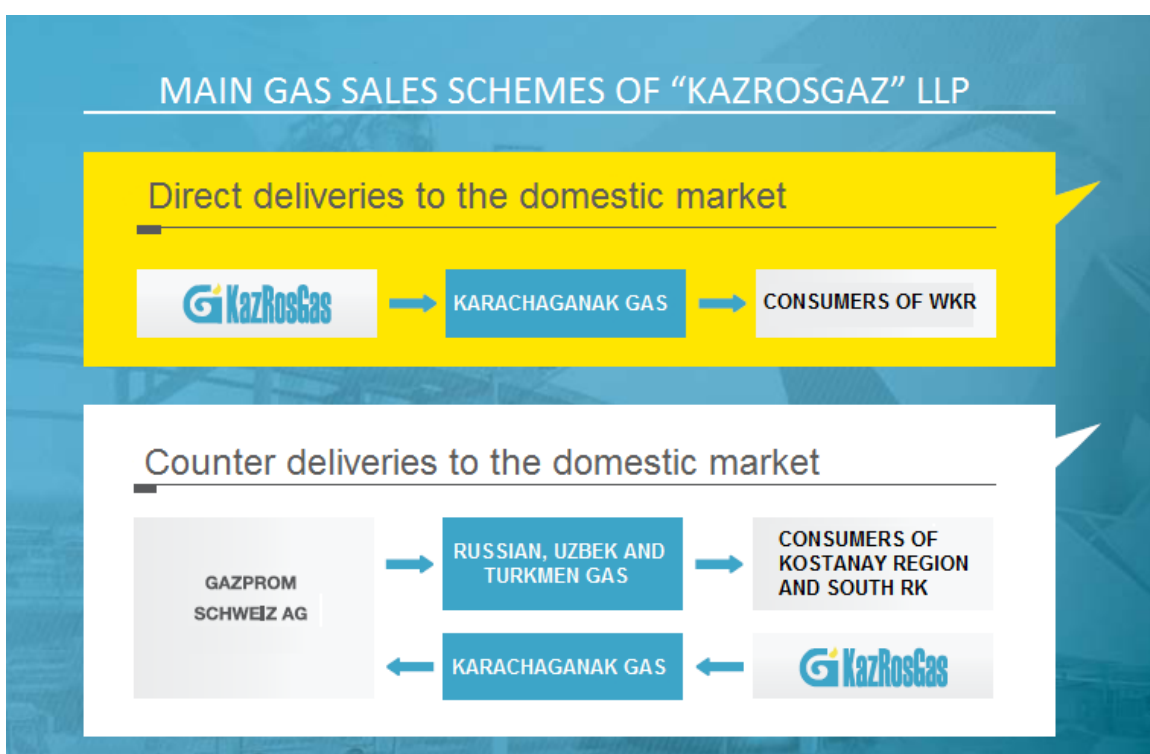 MAIN GAS SALES SCHEMES OF “KAZROSGAZ” LLP
Direct deliveries to the domestic market
KazRosGas
KARACHAGANAK GAS
CONSUMERS OF WKR
Counter deliveries to the domestic market
GAZPROM
SCHWEIZ AG
RUSSIAN, UZBEK AND
TURKMEN GAS
CONSUMERS OF
KOSTANAY REGION
AND SOUTH RK
KARACHAGANAK GAS
KazRosGas